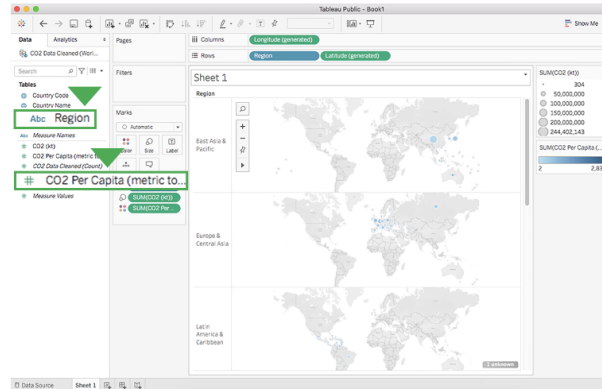 Tableau Public - Book1
Show Me
Data
Analytics
Pages
Columns
Longitude (generated)
CO2 Data Cleaned (Wori...
Rows
Region
Latitude (generated)
Search
Filters
Sheet 1
Tables
Country Code
Country Name
Abc Region
Abc Measure Names
CO2 (kt)
CO2 Per Capita (metric to...
CO2 Data Cleaned (Count)
# CO2 Per Capita (metric to...
Measure Values
Marks
Automatic
Color
Size
Label
SUM(CO2 (kt))
SUM(CO2 Per ...
Region
East Asia &
Pacific
Europe &
Central Asia
Latin
America &
Caribbean
1 unknown
SUM(CO2 (kt))
304
50,000,000
100,000,000
150,000,000
200,000,000
244,402,143
SUM(CO2 Per Capita (...
2
2,83
Data Source
Sheet 1